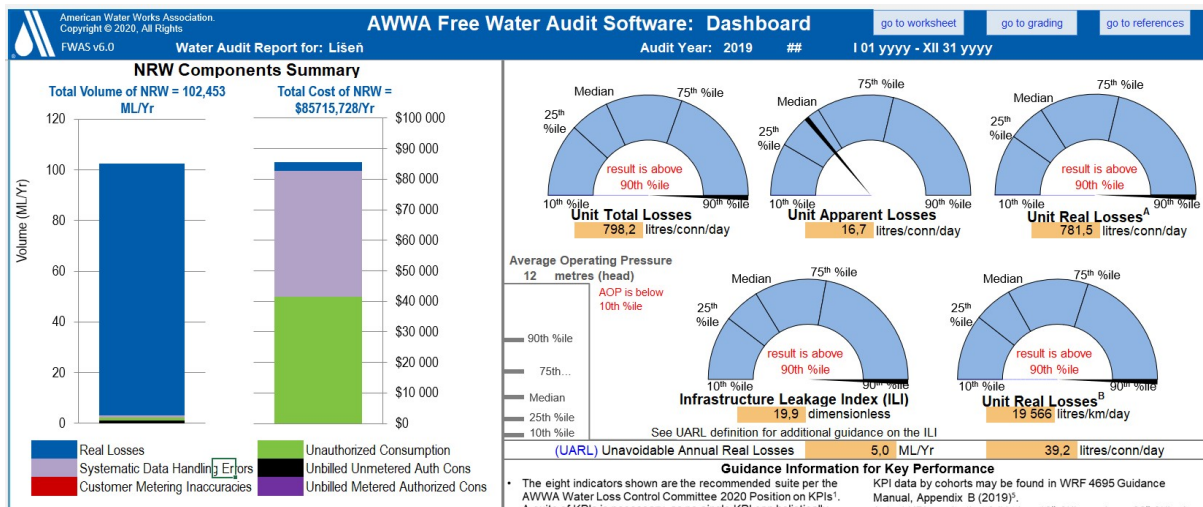 American Water Works Association.
Copyright © 2020, All Rights
FWAS v6.0
AWWA Free Water Audit Software: Dashboard
go to worksheet
go to grading
go to references
Water Audit Report for: Lišeň
Audit Year: 2019 ## I 01 yyyy - XII 31 yyyy
NRW Components Summary
Total Volume of NRW = 102,453
ML/Yr
Total Cost of NRW =
$85715,728/Yr
Volume (ML/Yr)
120
100
80
60
40
20
0
$100 000
$90 000
$80 000
$70 000
$60 000
$50 000
$40 000
$30 000
$20 000
$10 000
$0
Real Losses
Unauthorized Consumption
Systematic Data Handling Errors
Unbilled Unmetered Auth Cons
Customer Metering Inaccuracies
Unbilled Metered Authorized Cons
10th %ile
25th
%ile
Median
75th %ile
90th %ile
result is above
90th %ile
Unit Total Losses
798,2 litres/conn/day
10th %ile
25th
%ile
Median
75th %ile
90th %ile
Unit Apparent Losses
16,7 litres/conn/day
10th %ile
25th
%ile
Median
75th %ile
90th %ile
result is above
90th %ile
Unit Real LossesA
781,5 litres/conn/day
Average Operating Pressure
12 metres (head)
AOP is below
10th %ile
90th %ile
75th...
Median
25th %ile
10th %ile
10th %ile
25th
%ile
Median
75th %ile
90th %ile
result is above
90th %ile
Infrastructure Leakage Index (ILI)
19,9 dimensionless
10th %ile
25th
%ile
Median
75th %ile
90th %ile
result is above
90th %ile
Unit Real LossesB
19 566 litres/km/day
See UARL definition for additional guidance on the ILI
(UARL) Unavoidable Annual Real Losses 5,0 ML/Yr 39,2 litres/conn/day
Guidance Information for Key Performance
• The eight indicators shown are the recommended suite per the
AWWA Water Loss Control Committee 2020 Position on KPIs1.
KPI data by cohorts may be found in WRF 4695 Guidance
Manual, Appendix B (2019)5.